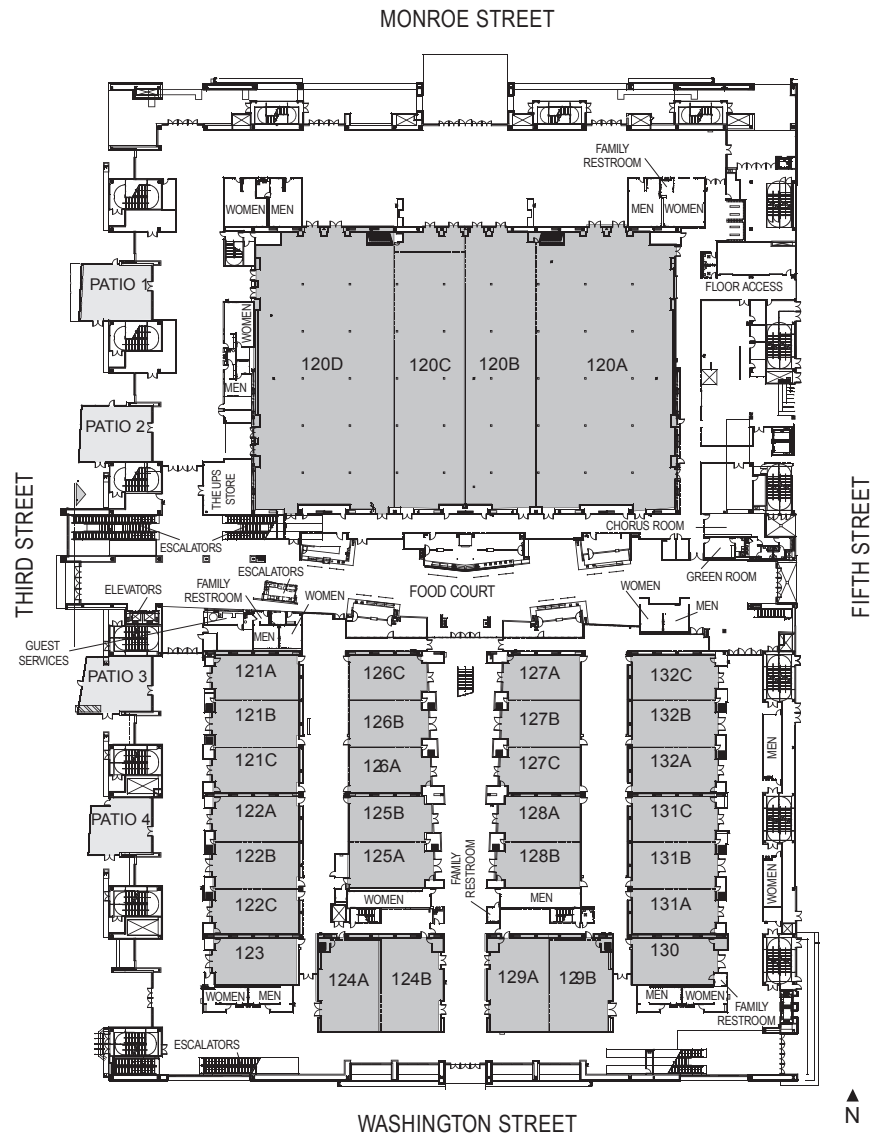 MONROE STREET
FAMILY
RESTROOM
WOMEN
MEN
MEN
WOMEN
FLOOR ACCESS
PATIO 1
WOMEN
120D
120C
120B
120A
MEN
PATIO 2
THE UPS
STORE
THIRD STREET
FIFTH STREET
CHORUS ROOM
ESCALATORS
ESCALATORS
GREEN ROOM
ELEVATORS
FAMILY
RESTROOM
WOMEN
FOOD COURT
WOMEN
MEN
MEN
GUEST
SERVICES
PATIO 3
121A
126C
127A
132C
121B
126B
127B
132B
121C
126A
127C
132A
MEN
122A
125B
128A
131C
PATIO 4
122B
125A
128B
131B
FAMILY
RESTROOM
WOMEN
122C
WOMEN
MEN
131A
123
130
124A
124B
129A
129B
WOMEN
MEN
MEN
WOMEN
FAMILY
RESTROOM
ESCALATORS
WASHINGTON STREET
N